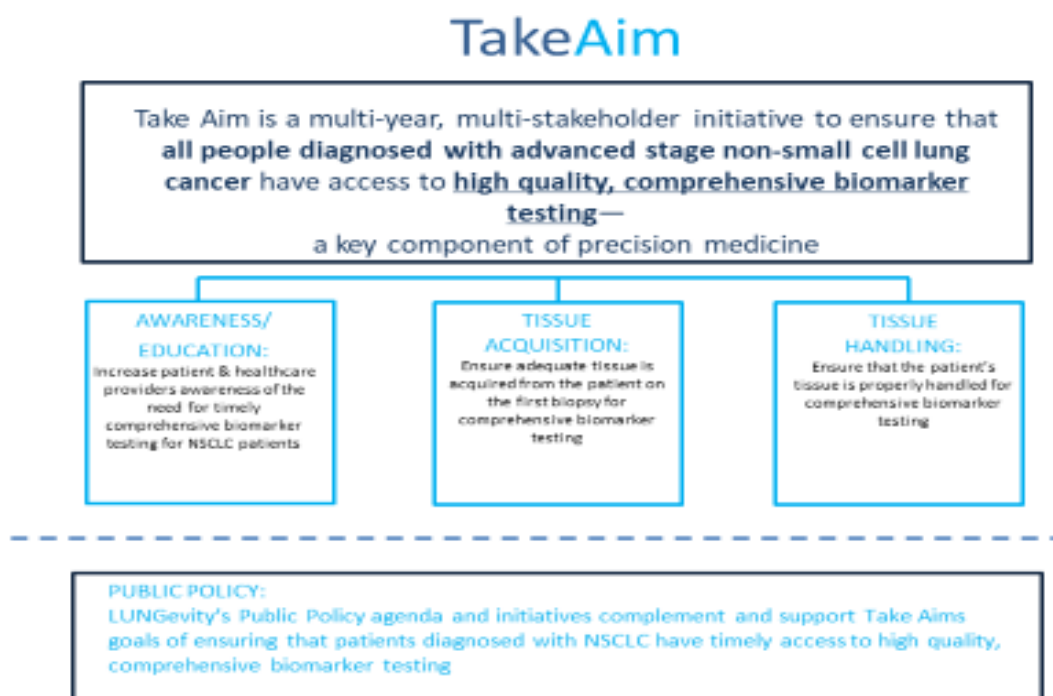 TakeAim
Take Aim is a multi-year, multi-stakeholder initiative to ensure that
all people diagnosed with advanced stage non-small cell lung
cancer have access to high quality, comprehensive biomarker
testing—
a key component of precision medicine
AWARENESS/
EDUCATION:
Increase patient & healthcare
providers awareness of the
need for timely
comprehensive biomarker
testing for NSCLC patients
TISSUE
ACQUISITION:
Ensure adequate tissue is
acquired from the patient on
the first biopsy for
comprehensive biomarker
testing
TISSUE
HANDLING:
Ensure that the patient's
tissue is properly handled for
comprehensive biomarker
testing
PUBLIC POLICY:
LUNGevity's Public Policy agenda and initiatives complement and support Take Aims
goals of ensuring that patients diagnosed with NSCLC have timely access to high quality,
comprehensive biomarker testing